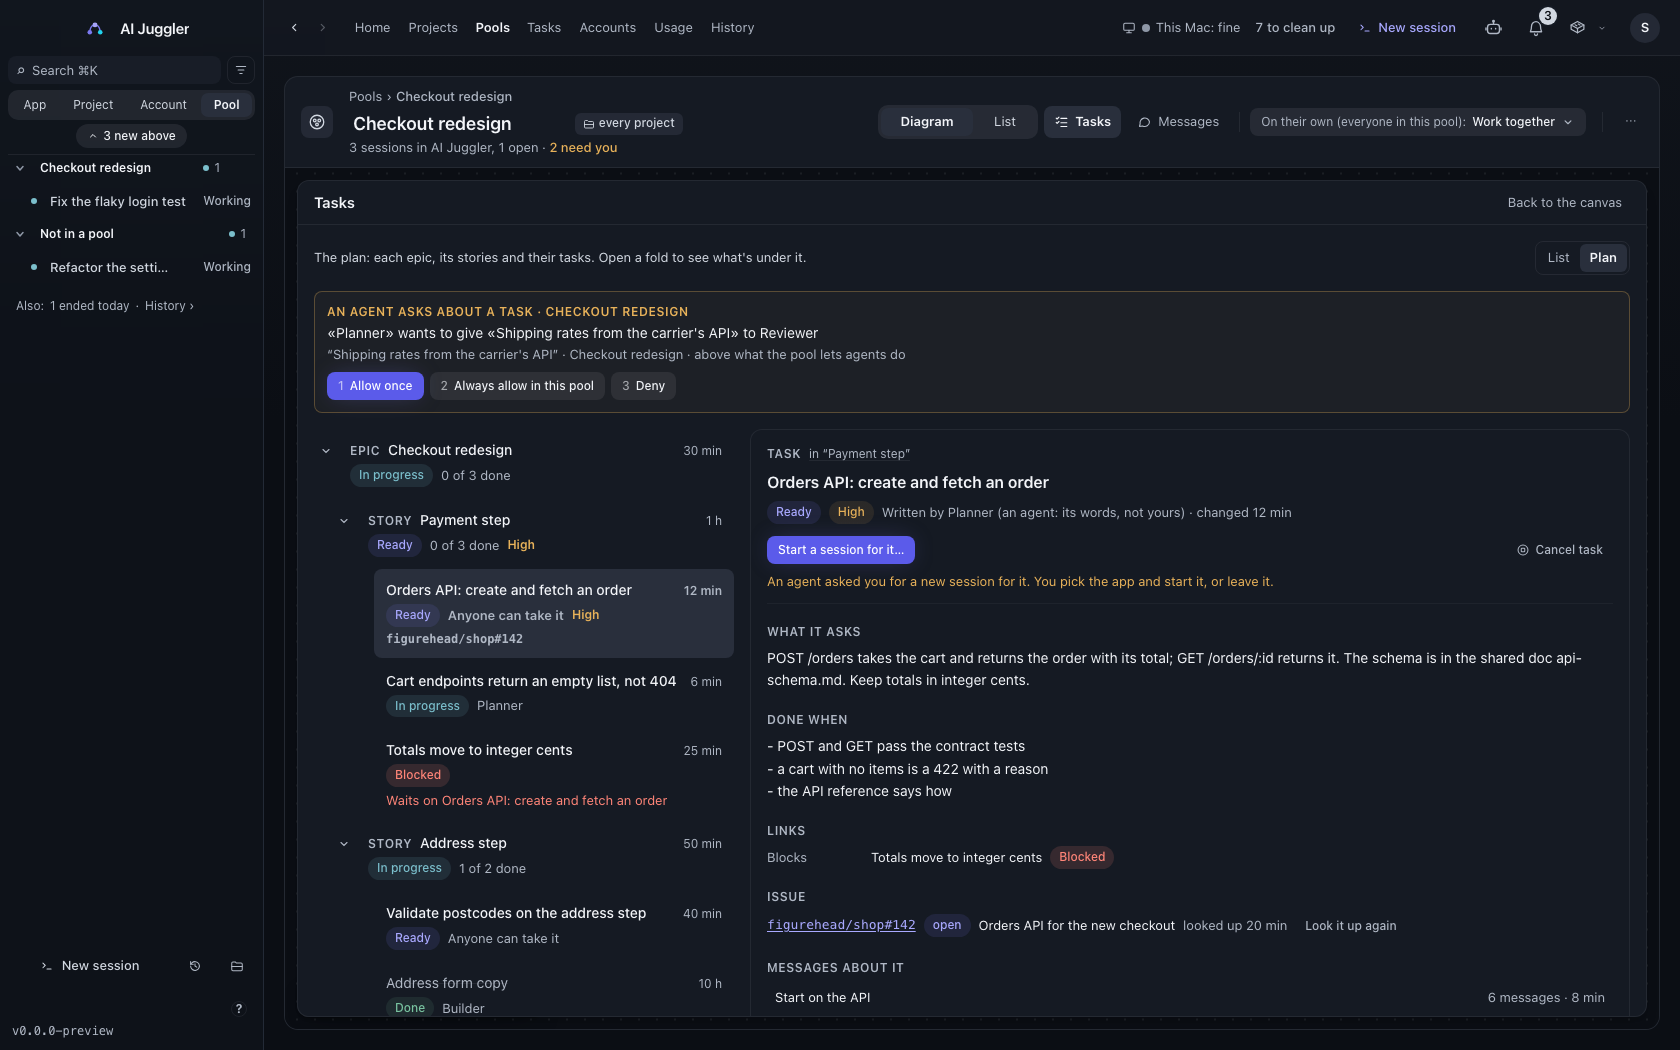 AI Juggler
Search ⌘K
App Project Account Pool
3 new above
Checkout redesign 1
Fix the flaky login test Working
Not in a pool 1
Refactor the setti... Working
Also: 1 ended today · History ›
New session
?
v0.0.0-preview
Home Projects Pools Tasks Accounts Usage History
This Mac: fine 7 to clean up New session 3 S
Pools › Checkout redesign
Checkout redesign every project
3 sessions in AI Juggler, 1 open · 2 need you
Diagram List Tasks Messages On their own (everyone in this pool): Work together ...
Tasks Back to the canvas
The plan: each epic, its stories and their tasks. Open a fold to see what's under it. List Plan
AN AGENT ASKS ABOUT A TASK · CHECKOUT REDESIGN
«Planner» wants to give «Shipping rates from the carrier's API» to Reviewer
“Shipping rates from the carrier's API” · Checkout redesign · above what the pool lets agents do
1 Allow once 2 Always allow in this pool 3 Deny
EPIC Checkout redesign 30 min
In progress 0 of 3 done
STORY Payment step 1 h
Ready 0 of 3 done High
Orders API: create and fetch an order 12 min
Ready Anyone can take it High
figurehead/shop#142
Cart endpoints return an empty list, not 404 6 min
In progress Planner
Totals move to integer cents 25 min
Blocked
Waits on Orders API: create and fetch an order
STORY Address step 50 min
In progress 1 of 2 done
Validate postcodes on the address step 40 min
Ready Anyone can take it
Address form copy 10 h
Done Builder
TASK in “Payment step”
Orders API: create and fetch an order
Ready High Written by Planner (an agent: its words, not yours) · changed 12 min
Start a session for it... Cancel task
An agent asked you for a new session for it. You pick the app and start it, or leave it.
WHAT IT ASKS
POST /orders takes the cart and returns the order with its total; GET /orders/:id returns it. The schema is in the shared doc api-
schema.md. Keep totals in integer cents.
DONE WHEN
- POST and GET pass the contract tests
- a cart with no items is a 422 with a reason
- the API reference says how
LINKS
Blocks Totals move to integer cents Blocked
ISSUE
figurehead/shop#142 open Orders API for the new checkout looked up 20 min Look it up again
MESSAGES ABOUT IT
Start on the API 6 messages · 8 min